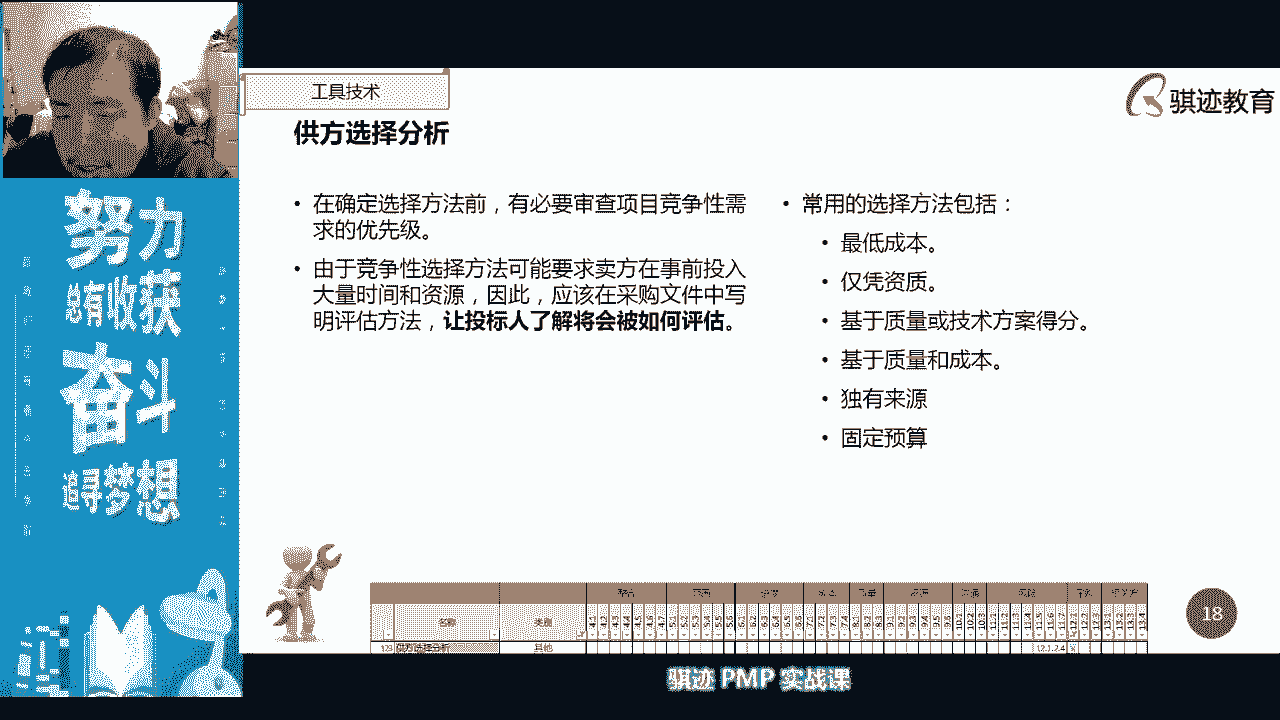 工具技术
骐迹教育
供方选择分析
• 在确定选择方法前，有必要审查项目竞争性需
求的优先级。
• 由于竞争性选择方法可能要求卖方在事前投入
大量时间和资源，因此，应该在采购文件中写
明评估方法，让投标人了解将会被如何评估。
• 常用的选择方法包括：
• 最低成本。
• 仅凭资质。
• 基于质量或技术方案得分。
• 基于质量和成本。
• 独有来源
• 固定预算
努力
总有收获
奋斗
追寻梦想
名称 类别
123 供方选择分析 其他 12.1.2.4
18
骐迹 PMP 实战课